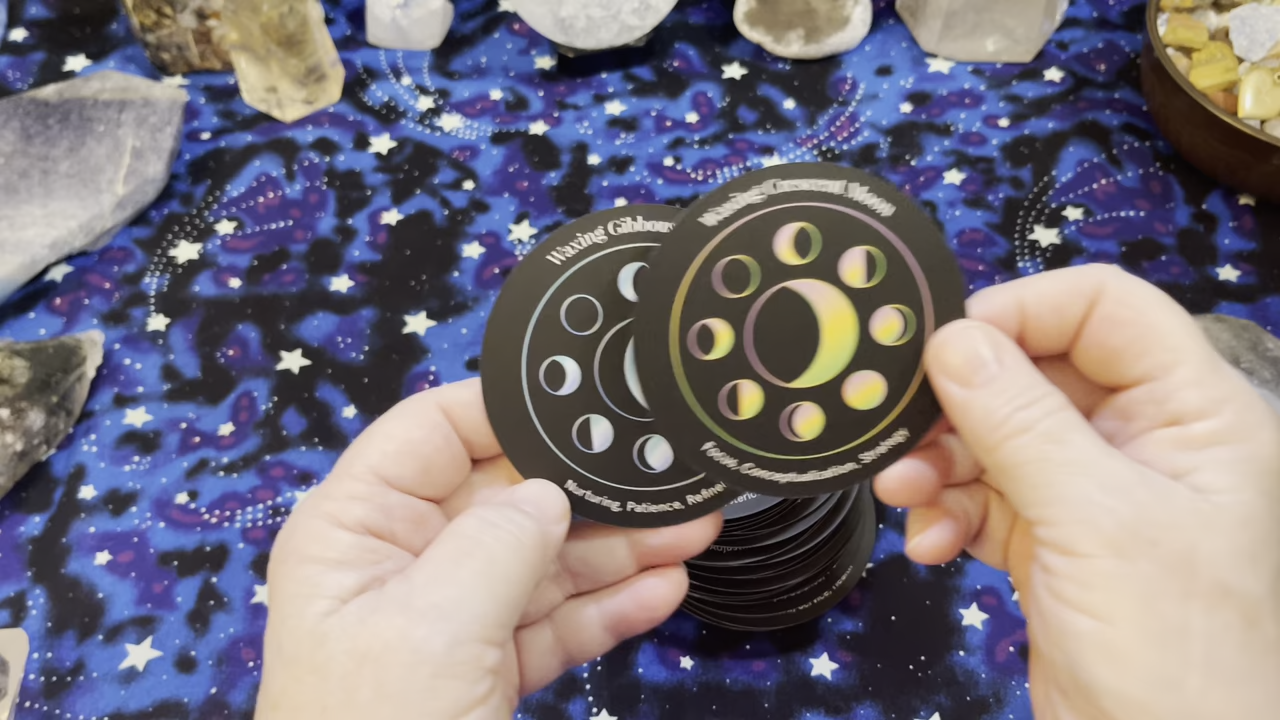 Waxing Gibbous
Nurturing, Patience, Refine
Waxing Crescent Moon
Focus, Conceptualization, Strategy